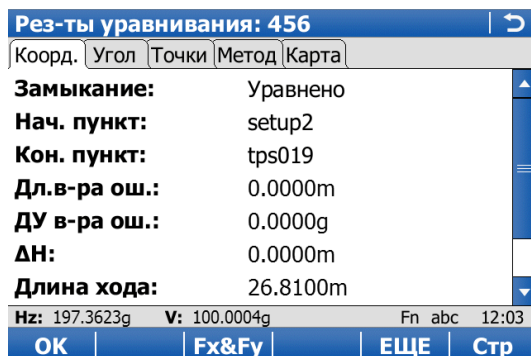 Рез-ты уравнивания: 456
Коорд. Угол Точки Метод Карта
Замыкание: Уравнено
Нач. пункт: setup2
Кон. пункт: tps019
Дл.в-ра ош.: 0.0000m
ДУ в-ра ош.: 0.0000g
ΔH: 0.0000m
Длина хода: 26.8100m
Hz: 197.3623g V: 100.0004g Fn abc 12:03
OK Fx&Fy ЕЩЕ Стр